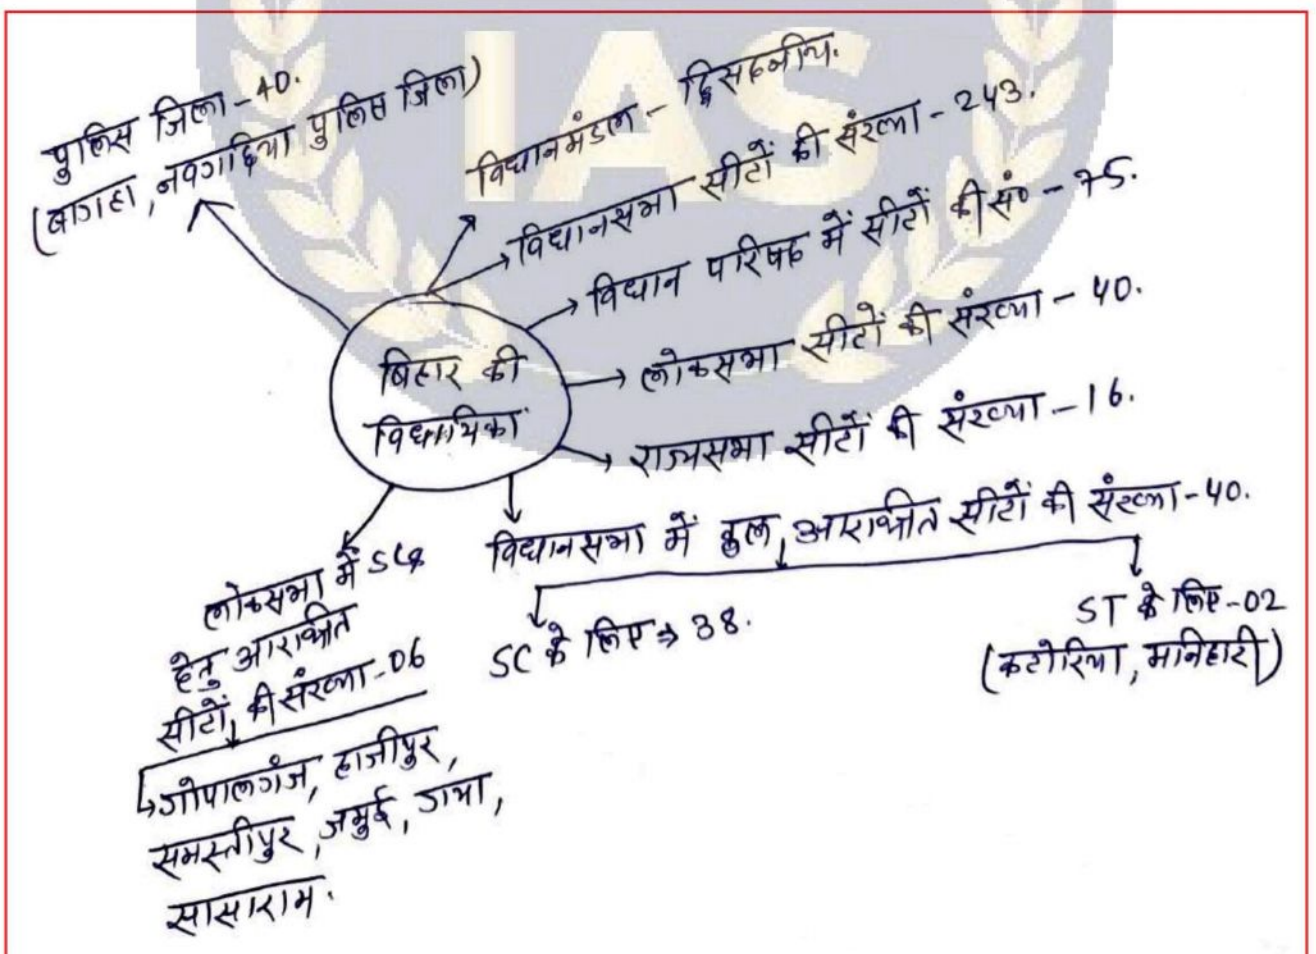 IAS
पुलिस जिला - 40.
(बागहा, नवगछिया पुलिस जिला)
विधानमंडल - द्विसदनीय.
विधानसभा सीटों की संख्या - 243.
विधान परिषद में सीटों की सं० - 75.
लोकसभा सीटों की संख्या - 40.
राज्यसभा सीटों की संख्या - 16.
बिहार की
विधायिका
विधानसभा में कुल आरक्षीत सीटों की संख्या - 40.
SC के लिए ⇒ 38.
ST के लिए - 02
(कटोरिया, मनिहारी)
लोकसभा में SC
हेतु आरक्षीत
सीटों की संख्या - 06
गोपालगंज, हाजीपुर,
समस्तीपुर, जमुई, गया,
सासाराम.